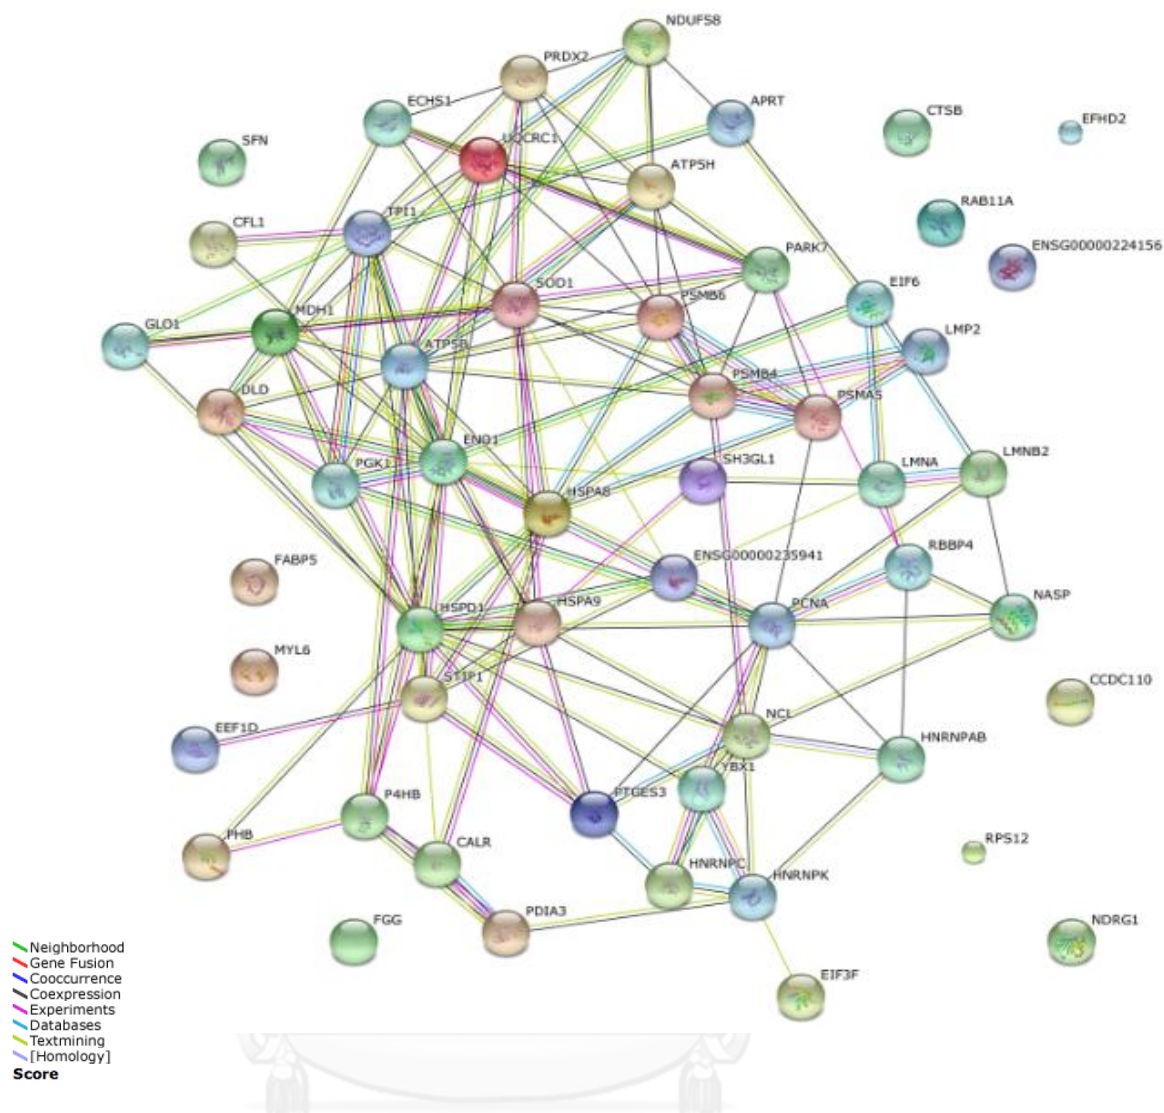 NDUFS8
PRDX2
ECHS1
APRT
CTSB
EFHD2
UQCRC1
SFN
ATP5H
RAB11A
CFL1
TPI1
ENSG00000224156
PARK7
SOD1
EIF6
PSMB6
MDH1
GLO1
LMP2
ATP5B
PSMB4
DLD
PSMA5
ENO1
LMNB2
SH3GL1
LMNA
PGK1
HSPA8
RBBP4
ENSG00000235941
FABP5
NASP
HSPD1
HSPA9
PCNA
MYL6
STIP1
CCDC110
NCL
EEF1D
HNRNPAB
YBX1
P4HB
PTGES3
PHB
CALR
RPS12
HNRNPC
HNRNPK
FGG
PDIA3
NDRG1
EIF3F
Neighborhood
Gene Fusion
Cooccurrence
Coexpression
Experiments
Databases
Textmining
[Homology]
Score